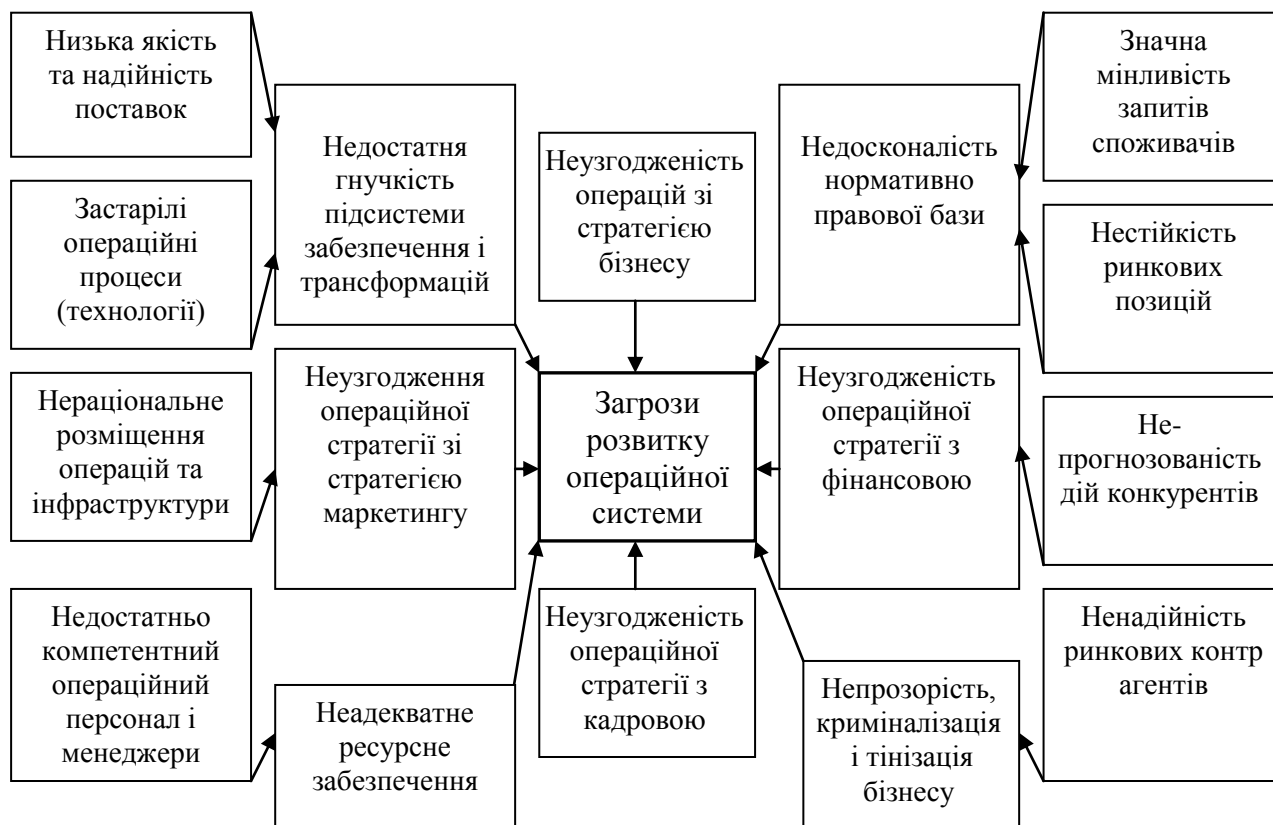 Низька якість
та надійність
поставок
Застарілі
операційні
процеси
(технології)
Нераціональне
розміщення
операцій та
інфраструктури
Недостатньо
компетентний
операційний
персонал і
менеджери
Недостатня
гнучкість
підсистеми
забезпечення і
трансформацій
Неузгодження
операційної
стратегії зі
стратегією
маркетингу
Неадекватне
ресурсне
забезпечення
Неузгодженість
операцій зі
стратегією
бізнесу
Загрози
розвитку
операційної
системи
Неузгодженість
операційної
стратегії з
кадровою
Недосконалість
нормативно
правової бази
Неузгодженість
операційної
стратегії з
фінансовою
Непрозорість,
криміналізація
і тінізація
бізнесу
Значна
мінливість
запитів
споживачів
Нестійкість
ринкових
позицій
Не-
прогнозованість
дій конкурентів
Ненадійність
ринкових контр
агентів